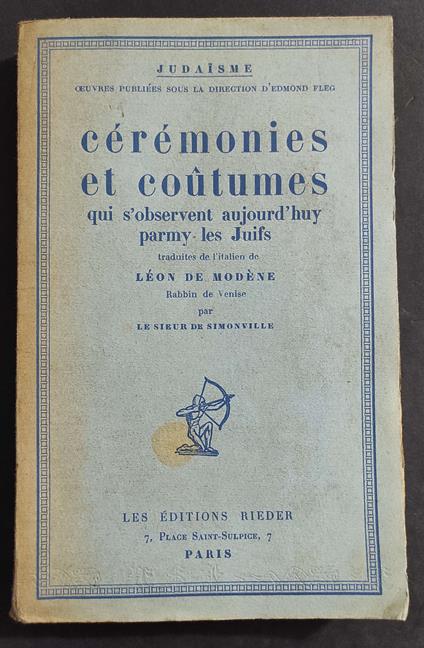 JUDAÏSME
ŒUVRES PUBLIÉES SOUS LA DIRECTION D'EDMOND FLEG
cérémonies
et coûtumes
qui s'observent aujourd'huy
parmy les Juifs
traduites de l'italien de
LÉON DE MODÈNE
Rabbin de Venise
par
LE SIEUR DE SIMONVILLE
LES ÉDITIONS RIEDER
7, PLACE SAINT-SULPICE, 7
PARIS